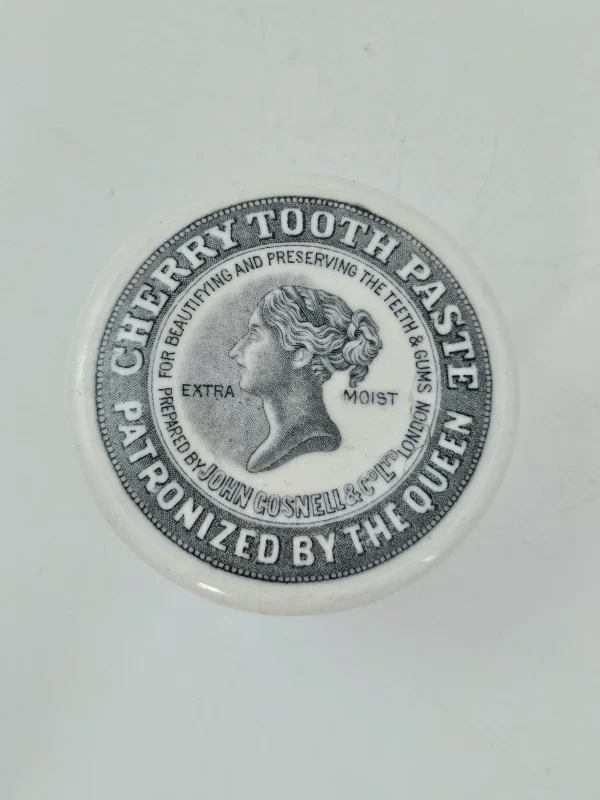 CHERRY TOOTH PASTE
PATRONIZED BY THE QUEEN
FOR BEAUTIFYING AND PRESERVING THE TEETH & GUMS
PREPARED BY JOHN GOSNELL & Co LTD LONDON
EXTRA MOIST